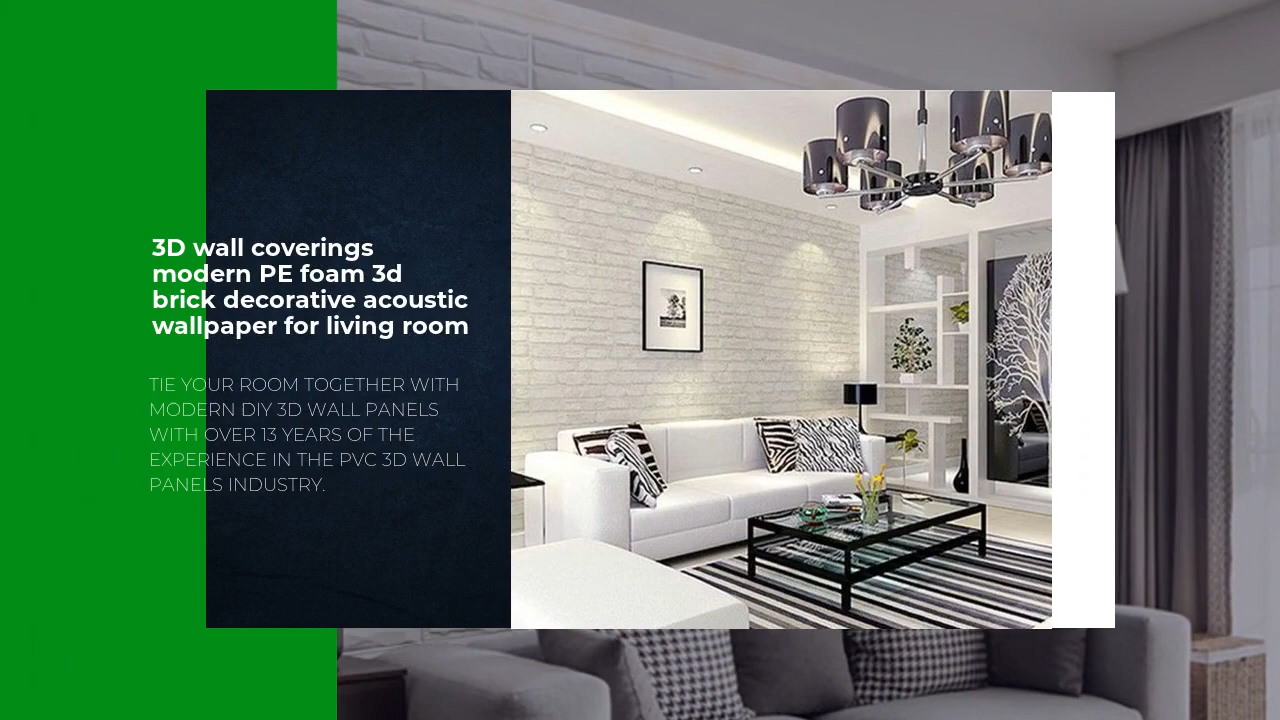 3D wall coverings
modern PE foam 3d
brick decorative acoustic
wallpaper for living room
TIE YOUR ROOM TOGETHER WITH
MODERN DIY 3D WALL PANELS
WITH OVER 13 YEARS OF THE
EXPERIENCE IN THE PVC 3D WALL
PANELS INDUSTRY.